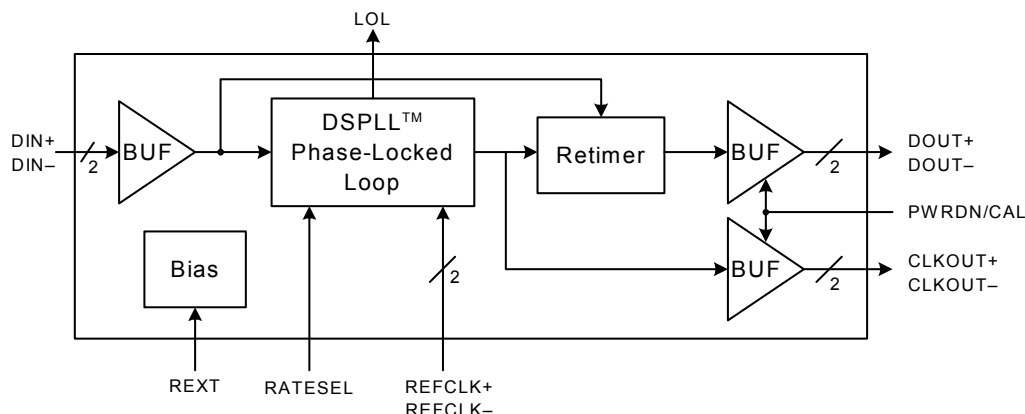 LOL
DIN+
DIN–
2
BUF
DSPLL™
Phase-Locked
Loop
Retimer
BUF
2
DOUT+
DOUT–
PWRDN/CAL
Bias
2
BUF
2
CLKOUT+
CLKOUT–
REXT
RATESEL
REFCLK+
REFCLK–